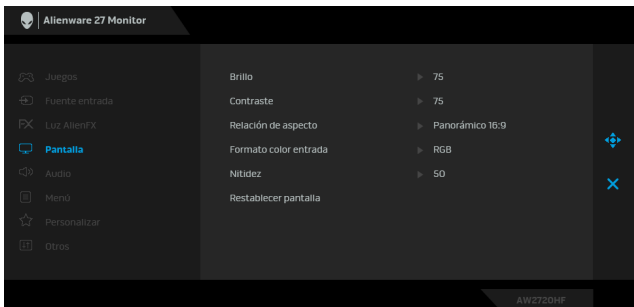 Alienware 27 Monitor
Juegos
Fuente entrada
FX Luz AlienFX
Pantalla
Audio
Menú
Personalizar
Otros
Brillo 75
Contraste 75
Relación de aspecto Panorámico 16:9
Formato color entrada RGB
Nitidez 50
Restablecer pantalla
AW2720HF